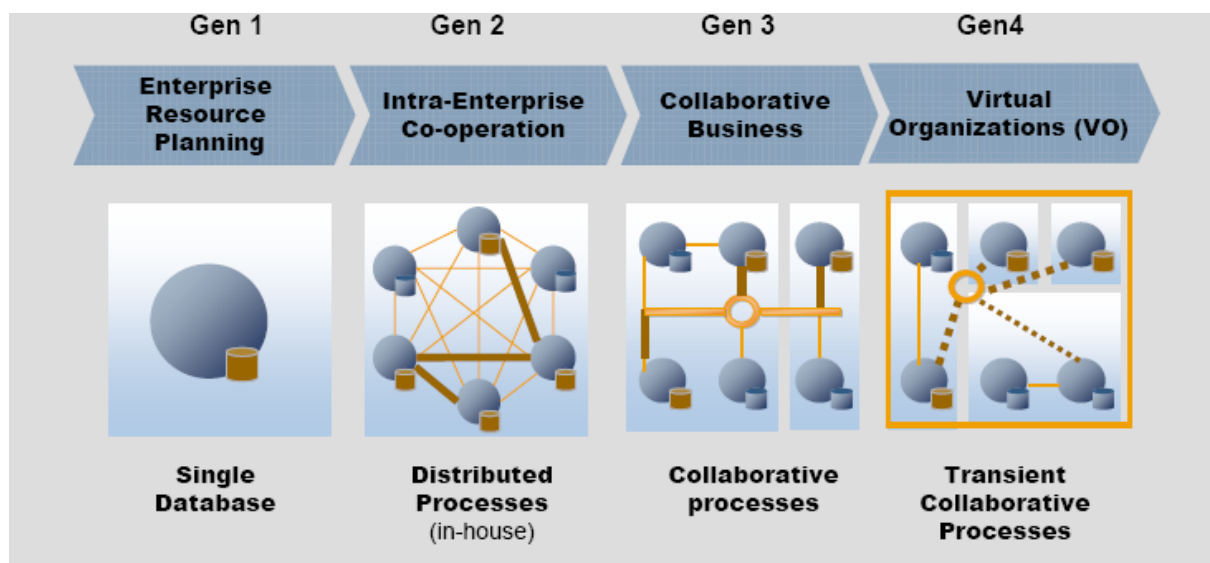 Gen 1
Gen 2
Gen 3
Gen4
Enterprise
Resource
Planning
Intra-Enterprise
Co-operation
Collaborative
Business
Virtual
Organizations (VO)
Single
Database
Distributed
Processes
(in-house)
Collaborative
processes
Transient
Collaborative
Processes